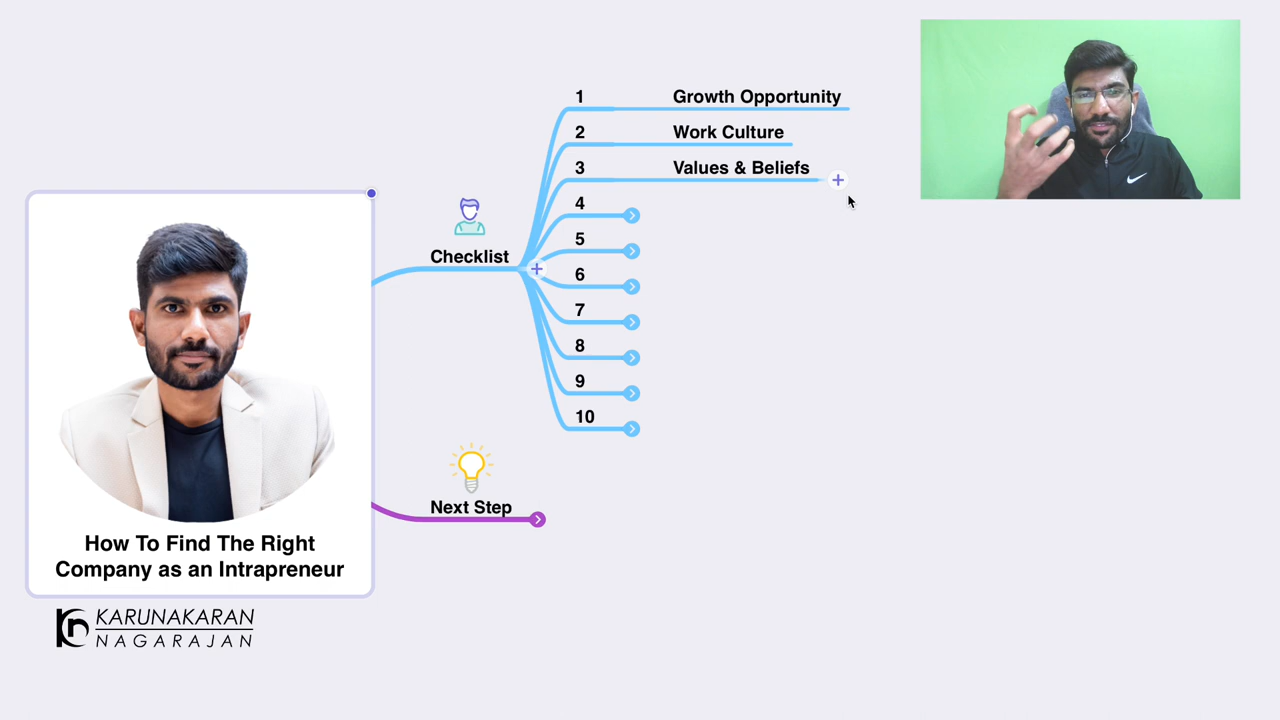 1 Growth Opportunity
2 Work Culture
3 Values & Beliefs
4
Checklist
5
6
7
8
9
10
Next Step
How To Find The Right
Company as an Intrapreneur
KARUNAKARAN
NAGARAJAN